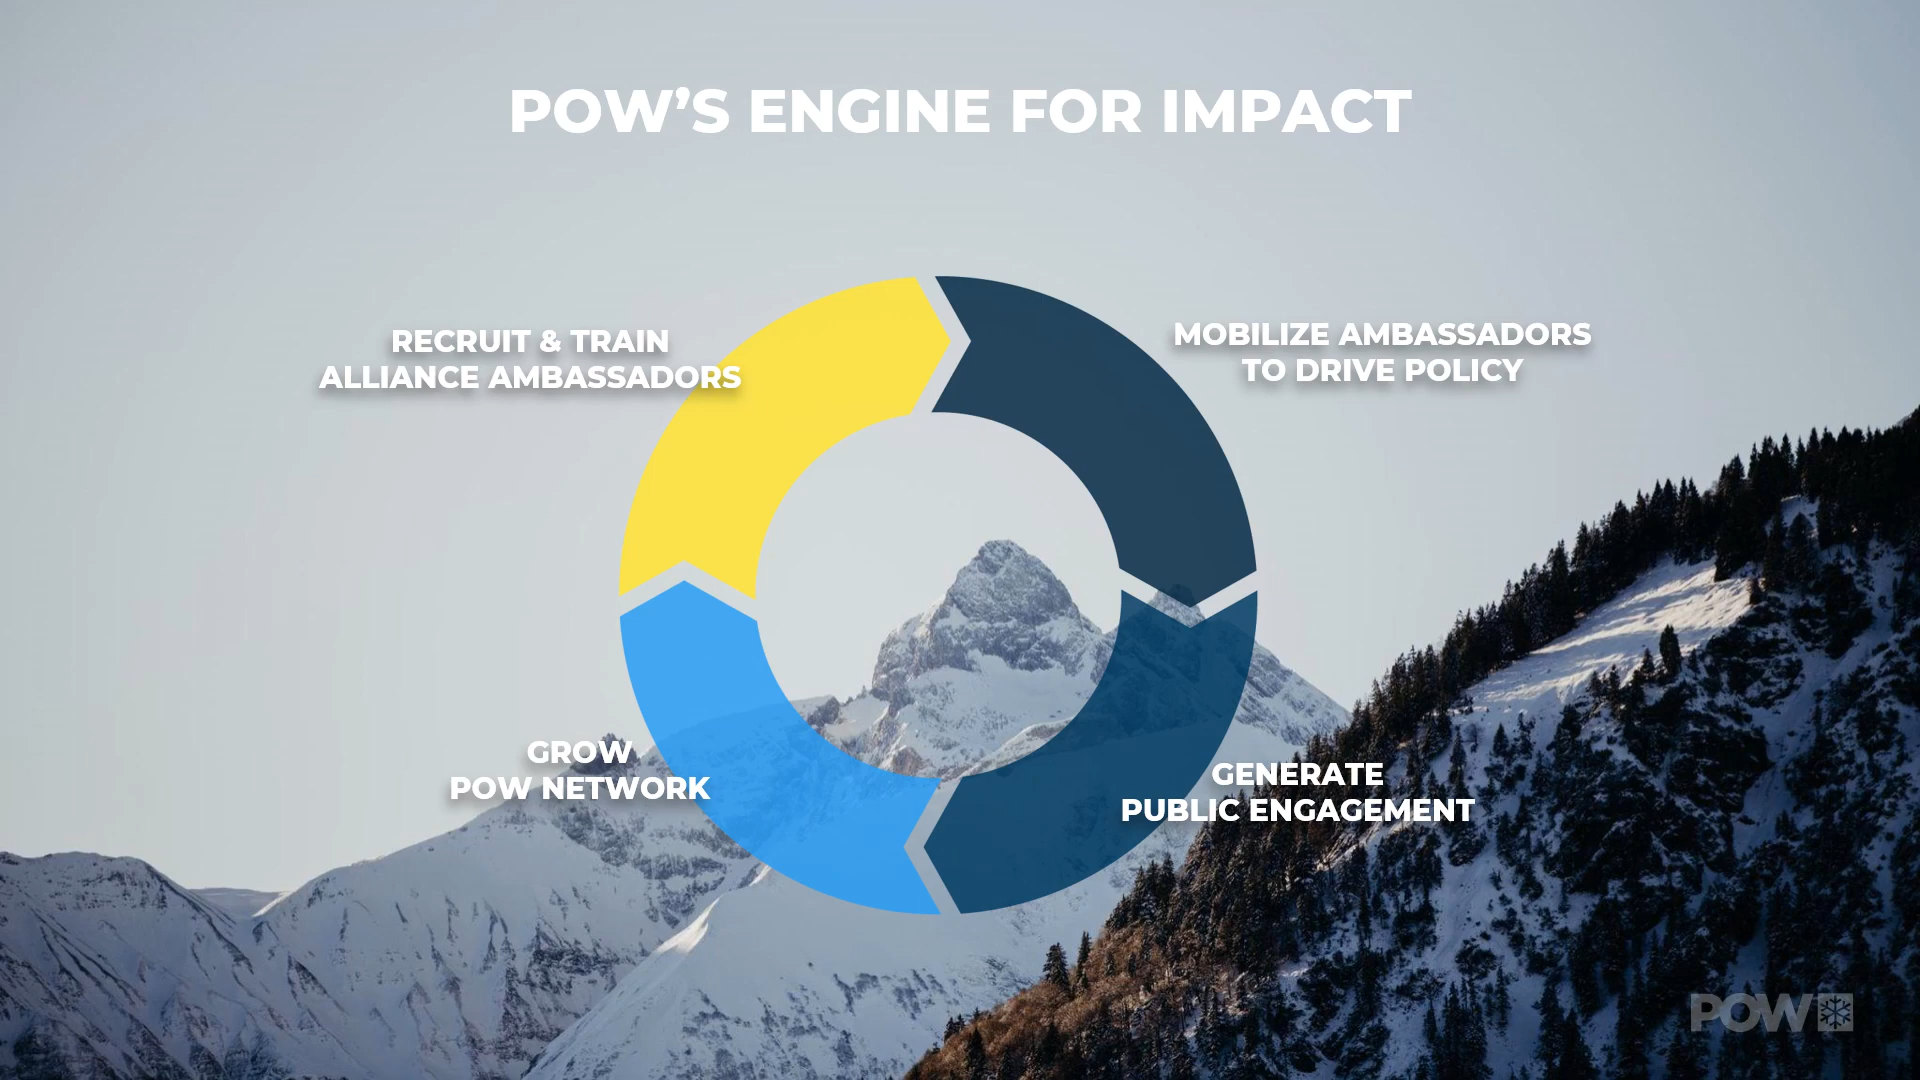 POW’S ENGINE FOR IMPACT
RECRUIT & TRAIN
ALLIANCE AMBASSADORS
MOBILIZE AMBASSADORS
TO DRIVE POLICY
GROW
POW NETWORK
GENERATE
PUBLIC ENGAGEMENT
POW